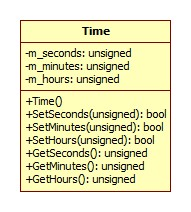 Time
-m_seconds: unsigned
-m_minutes: unsigned
-m_hours: unsigned
+Time()
+SetSeconds(unsigned): bool
+SetMinutes(unsigned): bool
+SetHours(unsigned): bool
+GetSeconds(): unsigned
+GetMinutes(): unsigned
+GetHours(): unsigned